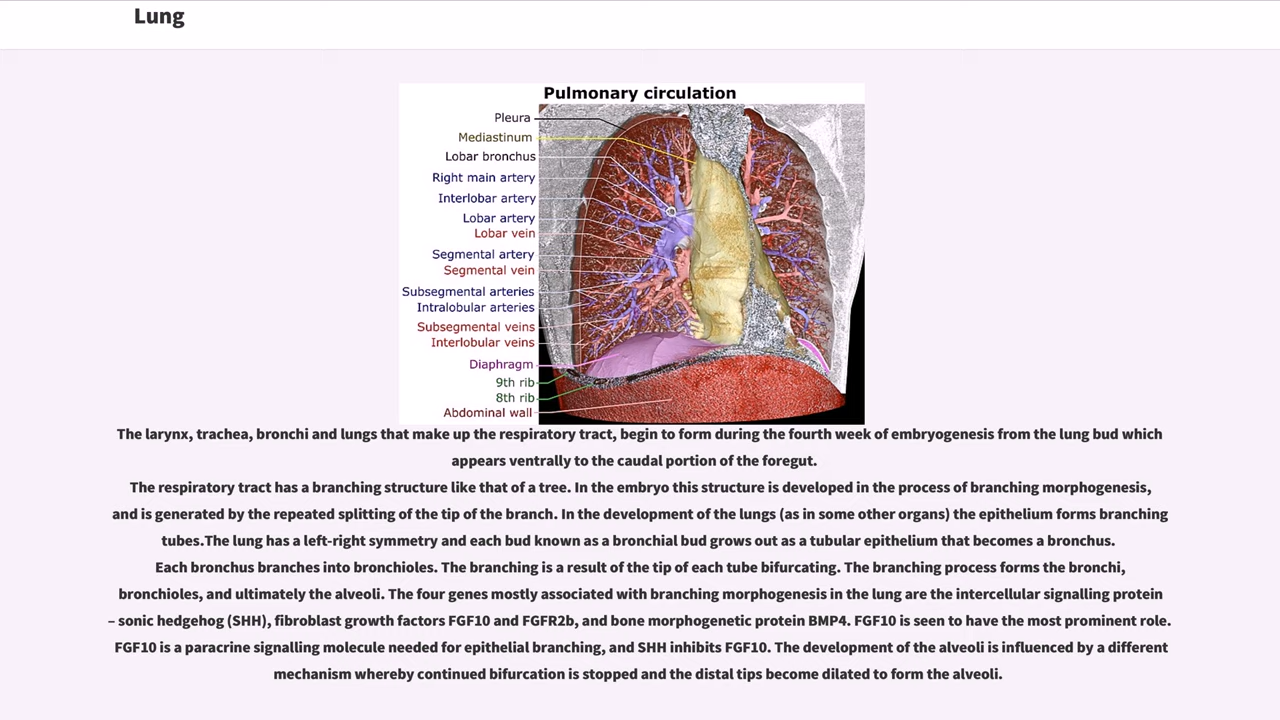 Lung
Pulmonary circulation
Pleura
Mediastinum
Lobar bronchus
Right main artery
Interlobar artery
Lobar artery
Lobar vein
Segmental artery
Segmental vein
Subsegmental arteries
Intralobular arteries
Subsegmental veins
Interlobular veins
Diaphragm
9th rib
8th rib
Abdominal wall
The larynx, trachea, bronchi and lungs that make up the respiratory tract, begin to form during the fourth week of embryogenesis from the lung bud which
appears ventrally to the caudal portion of the foregut.
The respiratory tract has a branching structure like that of a tree. In the embryo this structure is developed in the process of branching morphogenesis,
and is generated by the repeated splitting of the tip of the branch. In the development of the lungs (as in some other organs) the epithelium forms branching
tubes.The lung has a left-right symmetry and each bud known as a bronchial bud grows out as a tubular epithelium that becomes a bronchus.
Each bronchus branches into bronchioles. The branching is a result of the tip of each tube bifurcating. The branching process forms the bronchi,
bronchioles, and ultimately the alveoli. The four genes mostly associated with branching morphogenesis in the lung are the intercellular signalling protein
– sonic hedgehog (SHH), fibroblast growth factors FGF10 and FGFR2b, and bone morphogenetic protein BMP4. FGF10 is seen to have the most prominent role.
FGF10 is a paracrine signalling molecule needed for epithelial branching, and SHH inhibits FGF10. The development of the alveoli is influenced by a different
mechanism whereby continued bifurcation is stopped and the distal tips become dilated to form the alveoli.